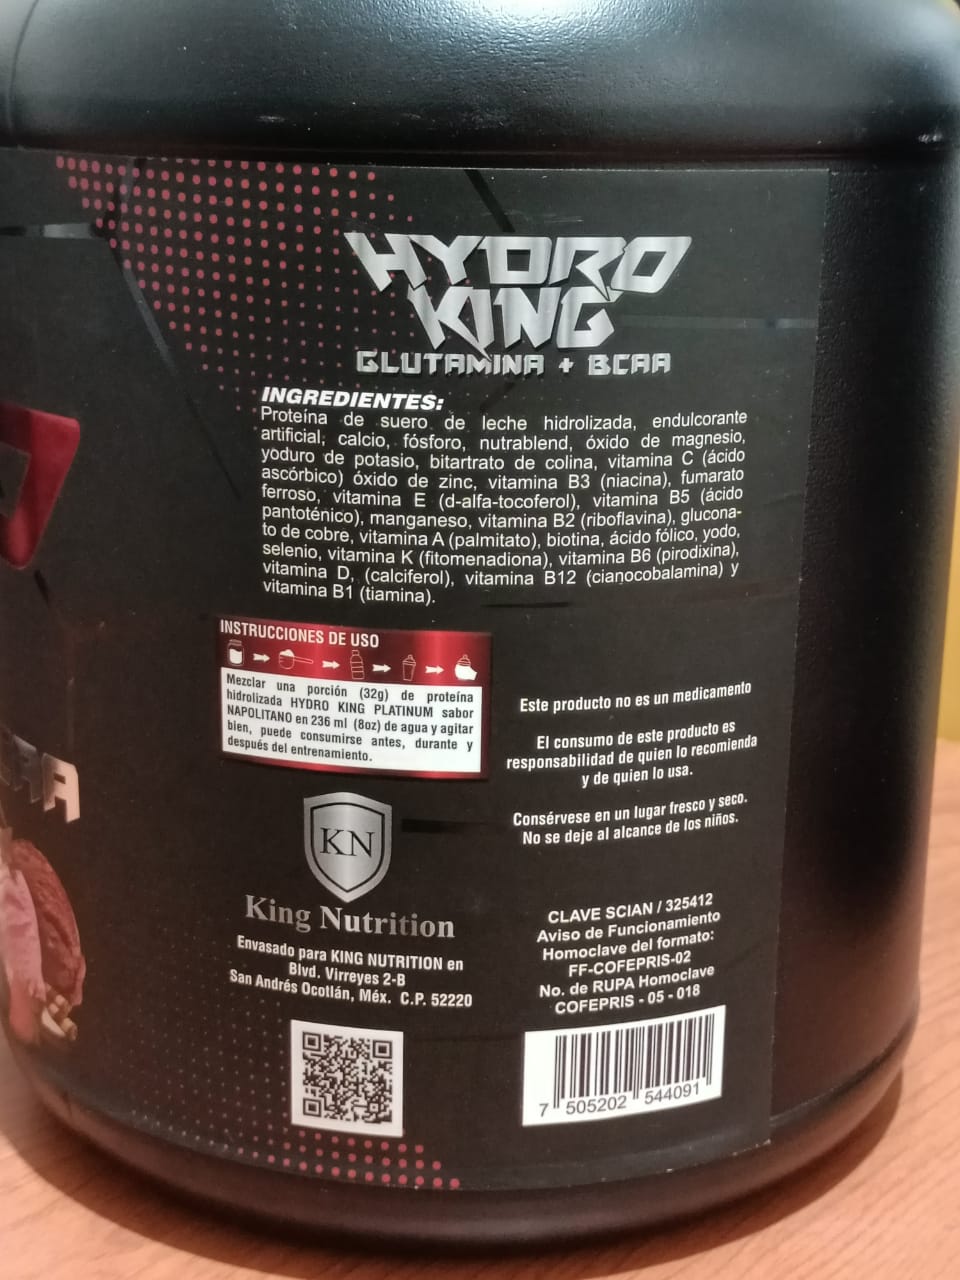 HYDRO
KING
GLUTAMINA + BCAA
INGREDIENTES:
Proteína de suero de leche hidrolizada, endulcorante
artificial, calcio, fósforo, nutrablend, óxido de magnesio,
yoduro de potasio, bitartrato de colina, vitamina C (ácido
ascórbico) óxido de zinc, vitamina B3 (niacina), fumarato
ferroso, vitamina E (d-alfa-tocoferol), vitamina B5 (ácido
pantoténico), manganeso, vitamina B2 (riboflavina), glucona-
to de cobre, vitamina A (palmitato), biotina, ácido fólico, yodo,
selenio, vitamina K (fitomenadiona), vitamina B6 (pirodixina),
vitamina D, (calciferol), vitamina B12 (cianocobalamina) y
vitamina B1 (tiamina).
INSTRUCCIONES DE USO
Mezclar una porción (32g) de proteína
hidrolizada HYDRO KING PLATINUM sabor
NAPOLITANO en 236 ml (8oz) de agua y agitar
bien, puede consumirse antes, durante y
después del entrenamiento.
Este producto no es un medicamento
El consumo de este producto es
responsabilidad de quien lo recomienda
y de quien lo usa.
Consérvese en un lugar fresco y seco.
No se deje al alcance de los niños.
KN
King Nutrition
Envasado para KING NUTRITION en
Blvd. Virreyes 2-B
San Andrés Ocotlán, Méx. C.P. 52220
CLAVE SCIAN / 325412
Aviso de Funcionamiento
Homoclave del formato:
FF-COFEPRIS-02
No. de RUPA Homoclave
COFEPRIS - 05 - 018
7 505202 544091